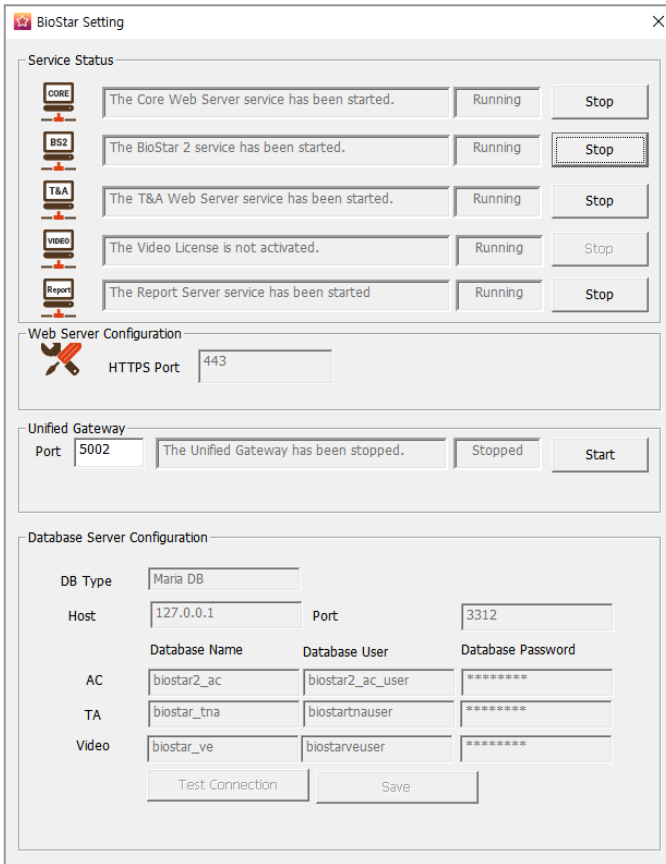 BioStar Setting
Service Status
CORE The Core Web Server service has been started. Running Stop
BS2 The BioStar 2 service has been started. Running Stop
T&A The T&A Web Server service has been started. Running Stop
VIDEO The Video License is not activated. Running Stop
Report The Report Server service has been started Running Stop
Web Server Configuration
HTTPS Port 443
Unified Gateway
Port 5002 The Unified Gateway has been stopped. Stopped Start
Database Server Configuration
DB Type Maria DB
Host 127.0.0.1 Port 3312
Database Name Database User Database Password
AC biostar2_ac biostar2_ac_user ********
TA biostar_tna biostartnauser ********
Video biostar_ve biostarveuser ********
Test Connection Save